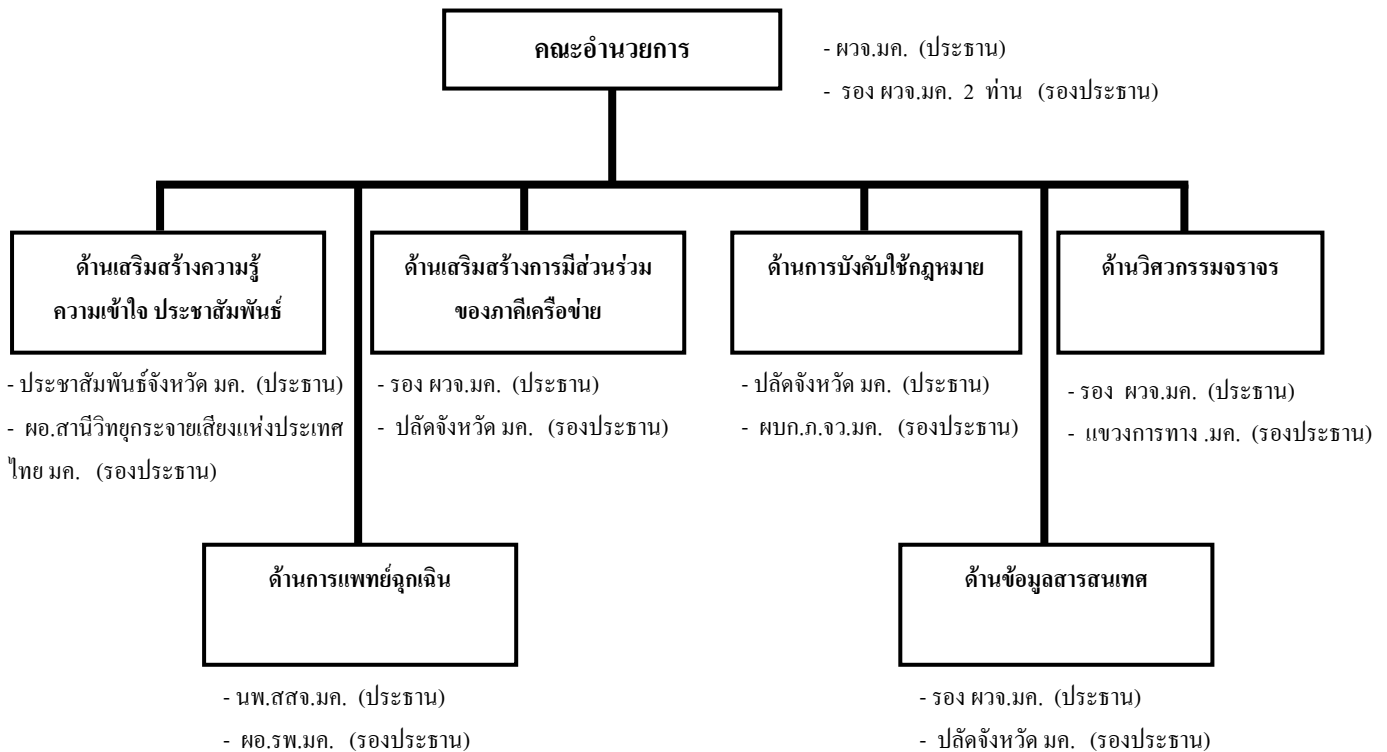 คณะอำนวยการ
- ผวจ.มค. (ประธาน)
- รอง ผวจ.มค. 2 ท่าน (รองประธาน)
ด้านเสริมสร้างความรู้
ความเข้าใจ ประชาสัมพันธ์
- ประชาสัมพันธ์จังหวัด มค. (ประธาน)
- ผอ.สานีวิทยุกระจายเสียงแห่งประเทศ
ไทย มค. (รองประธาน)
ด้านเสริมสร้างการมีส่วนร่วม
ของภาคีเครือข่าย
- รอง ผวจ.มค. (ประธาน)
- ปลัดจังหวัด มค. (รองประธาน)
ด้านการบังคับใช้กฎหมาย
- ปลัดจังหวัด มค. (ประธาน)
- ผบก.ภ.จว.มค. (รองประธาน)
ด้านวิศวกรรมจราจร
- รอง ผวจ.มค. (ประธาน)
- แขวงการทาง .มค. (รองประธาน)
ด้านการแพทย์ฉุกเฉิน
- นพ.สสจ.มค. (ประธาน)
- ผอ.รพ.มค. (รองประธาน)
ด้านข้อมูลสารสนเทศ
- รอง ผวจ.มค. (ประธาน)
- ปลัดจังหวัด มค. (รองประธาน)